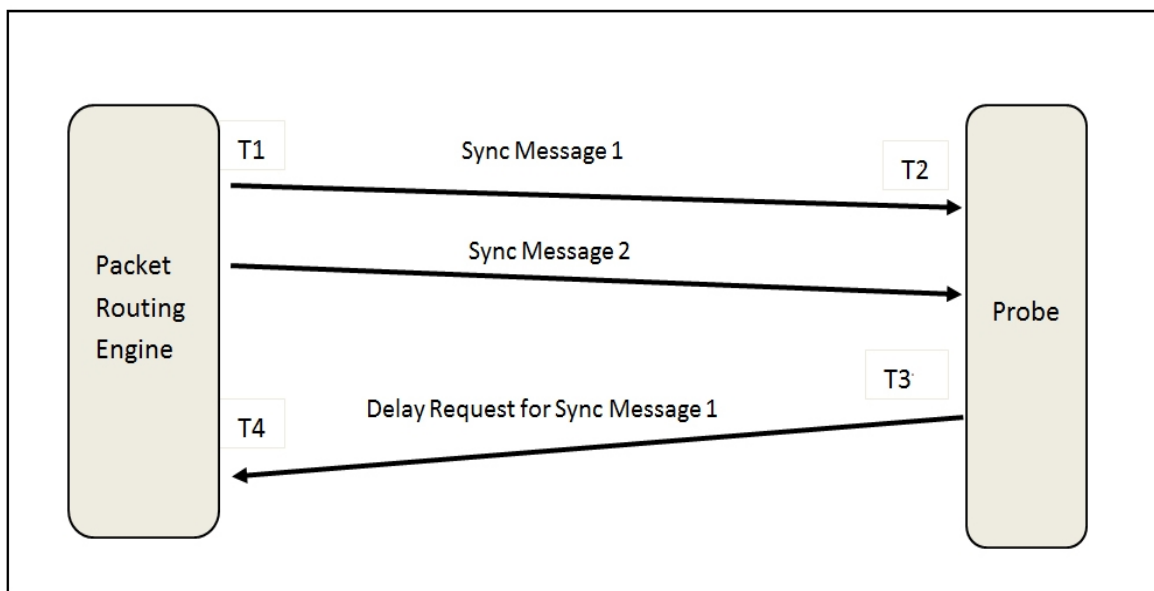 T1
Sync Message 1
T2
Sync Message 2
Packet
Routing
Engine
Probe
T3
Delay Request for Sync Message 1
T4